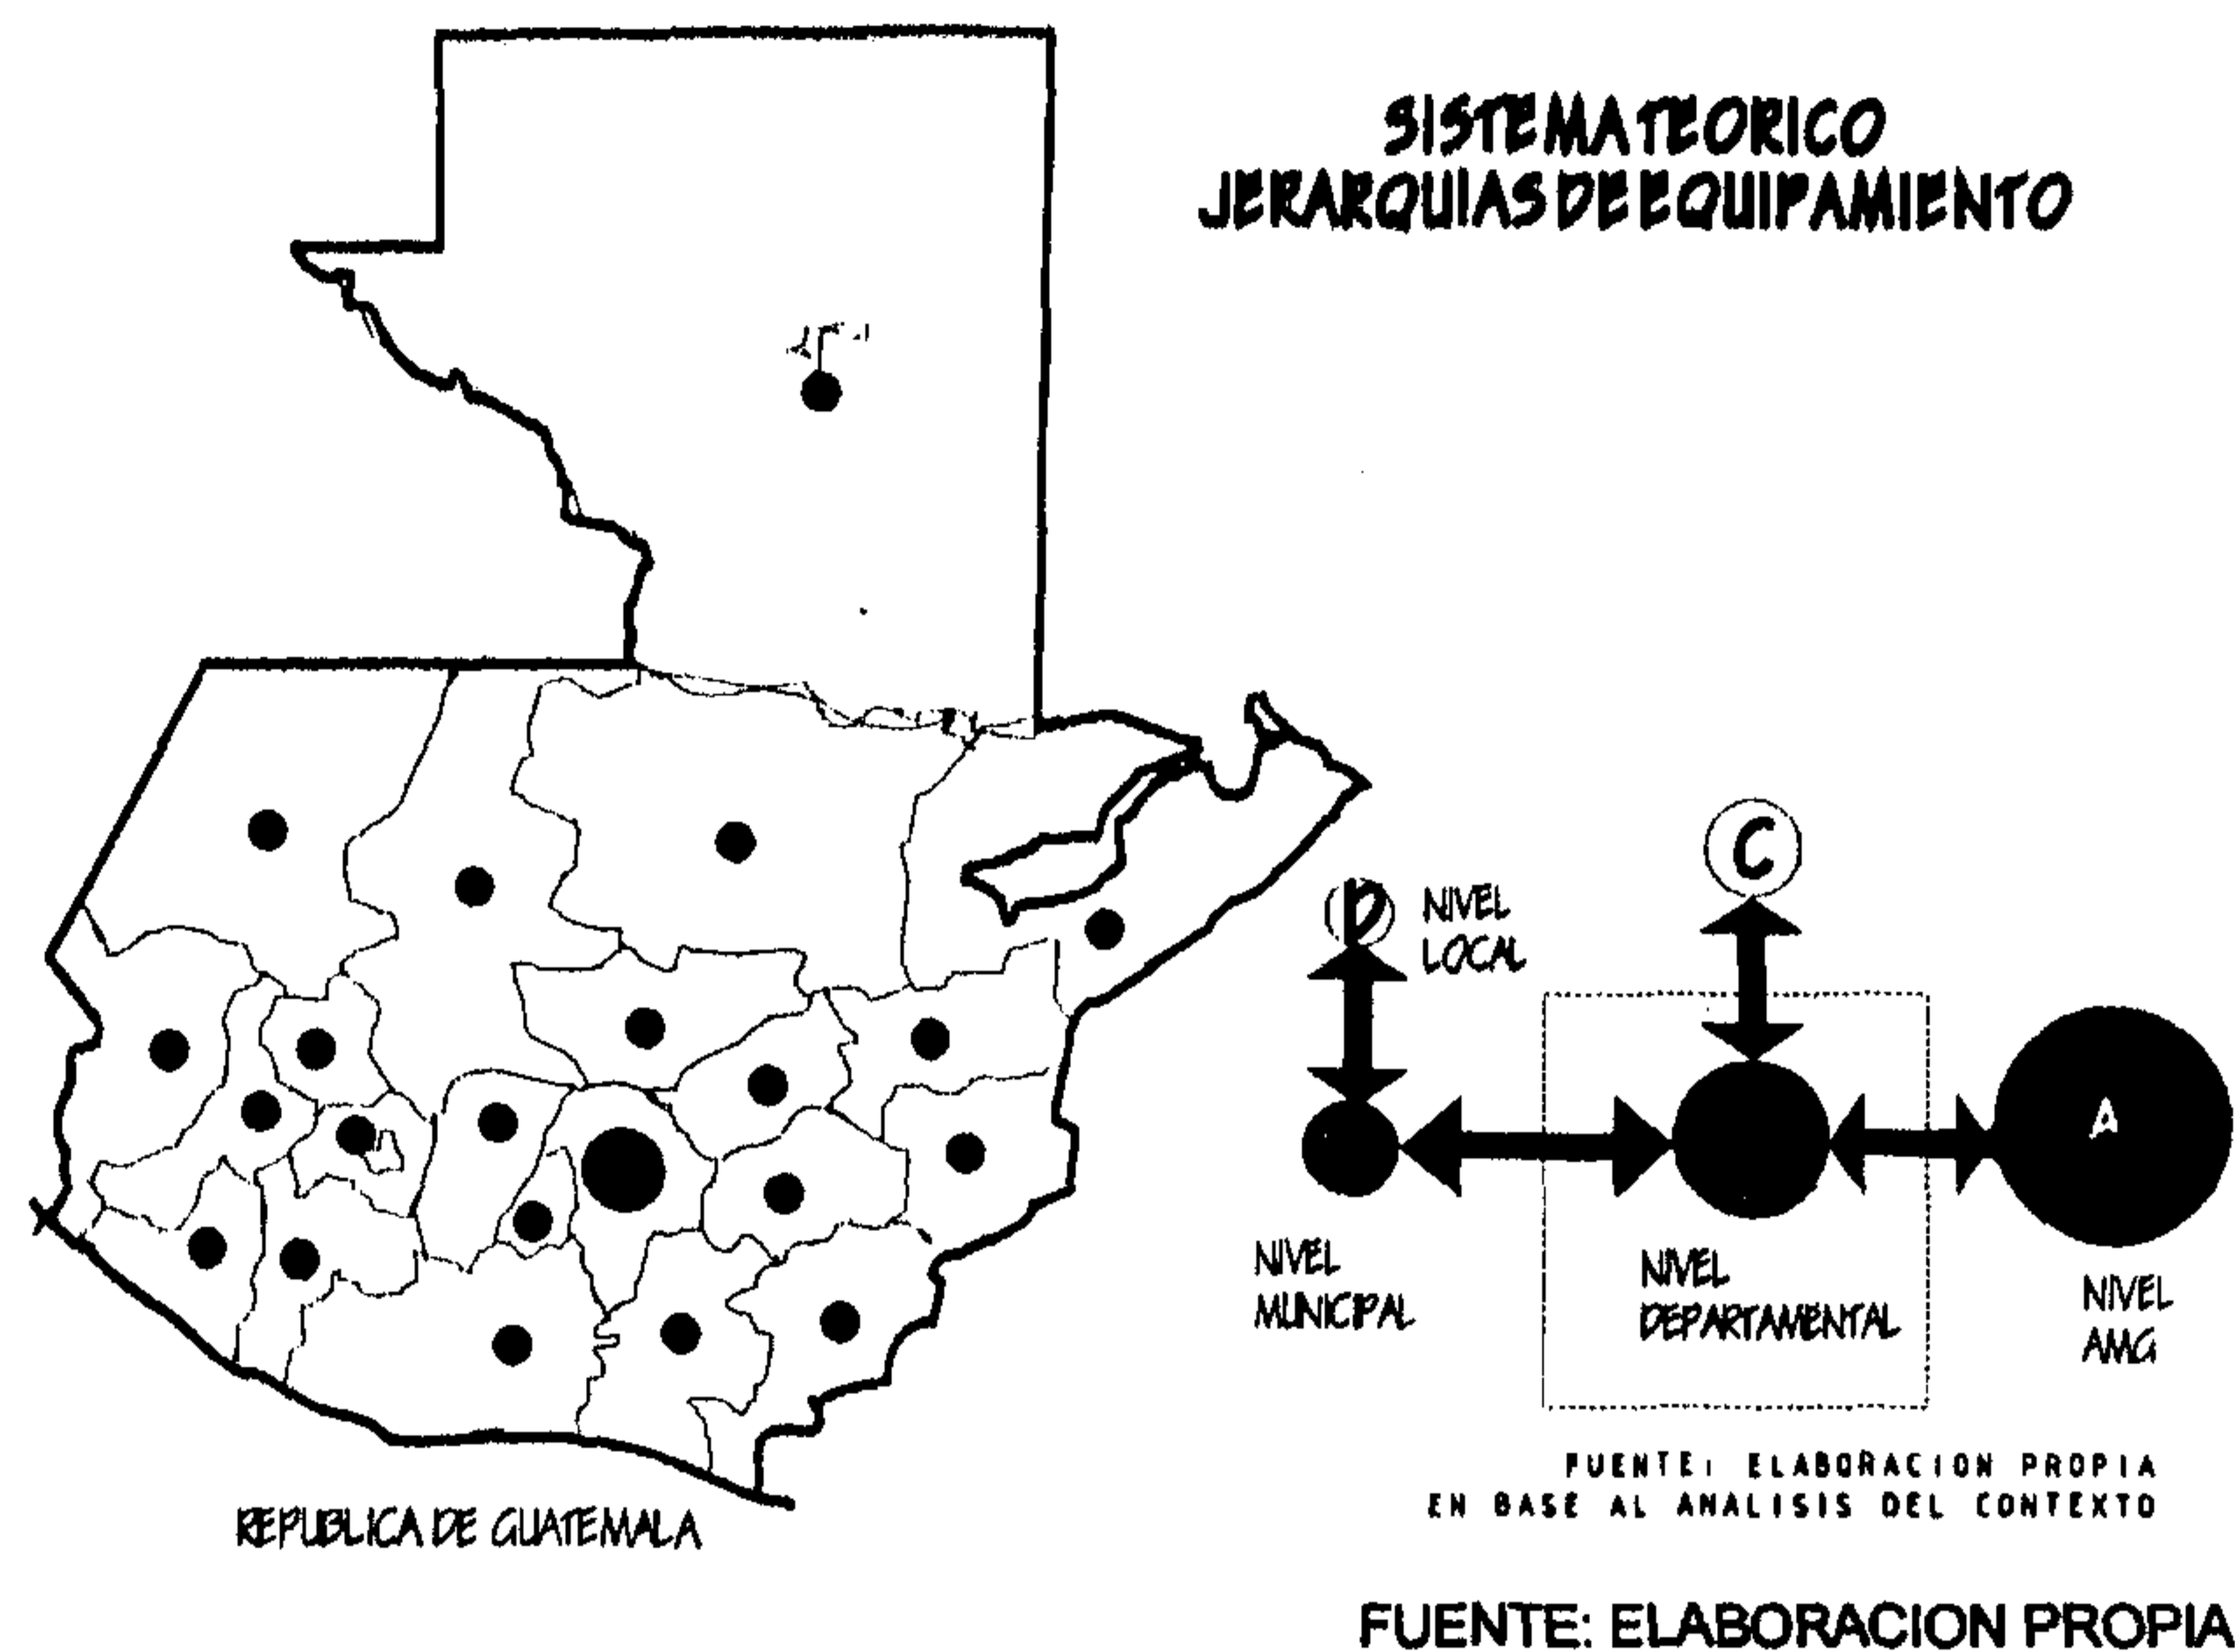 SISTEMA TEORICO
JERARQUIAS DE EQUIPAMIENTO
C
D
NIVEL
LOCAL
A
NIVEL
MUNICIPAL
NIVEL
DEPARTAMENTAL
NIVEL
AMG
FUENTE: ELABORACION PROPIA
EN BASE AL ANALISIS DEL CONTEXTO
REPUBLICA DE GUATEMALA
FUENTE: ELABORACION PROPIA